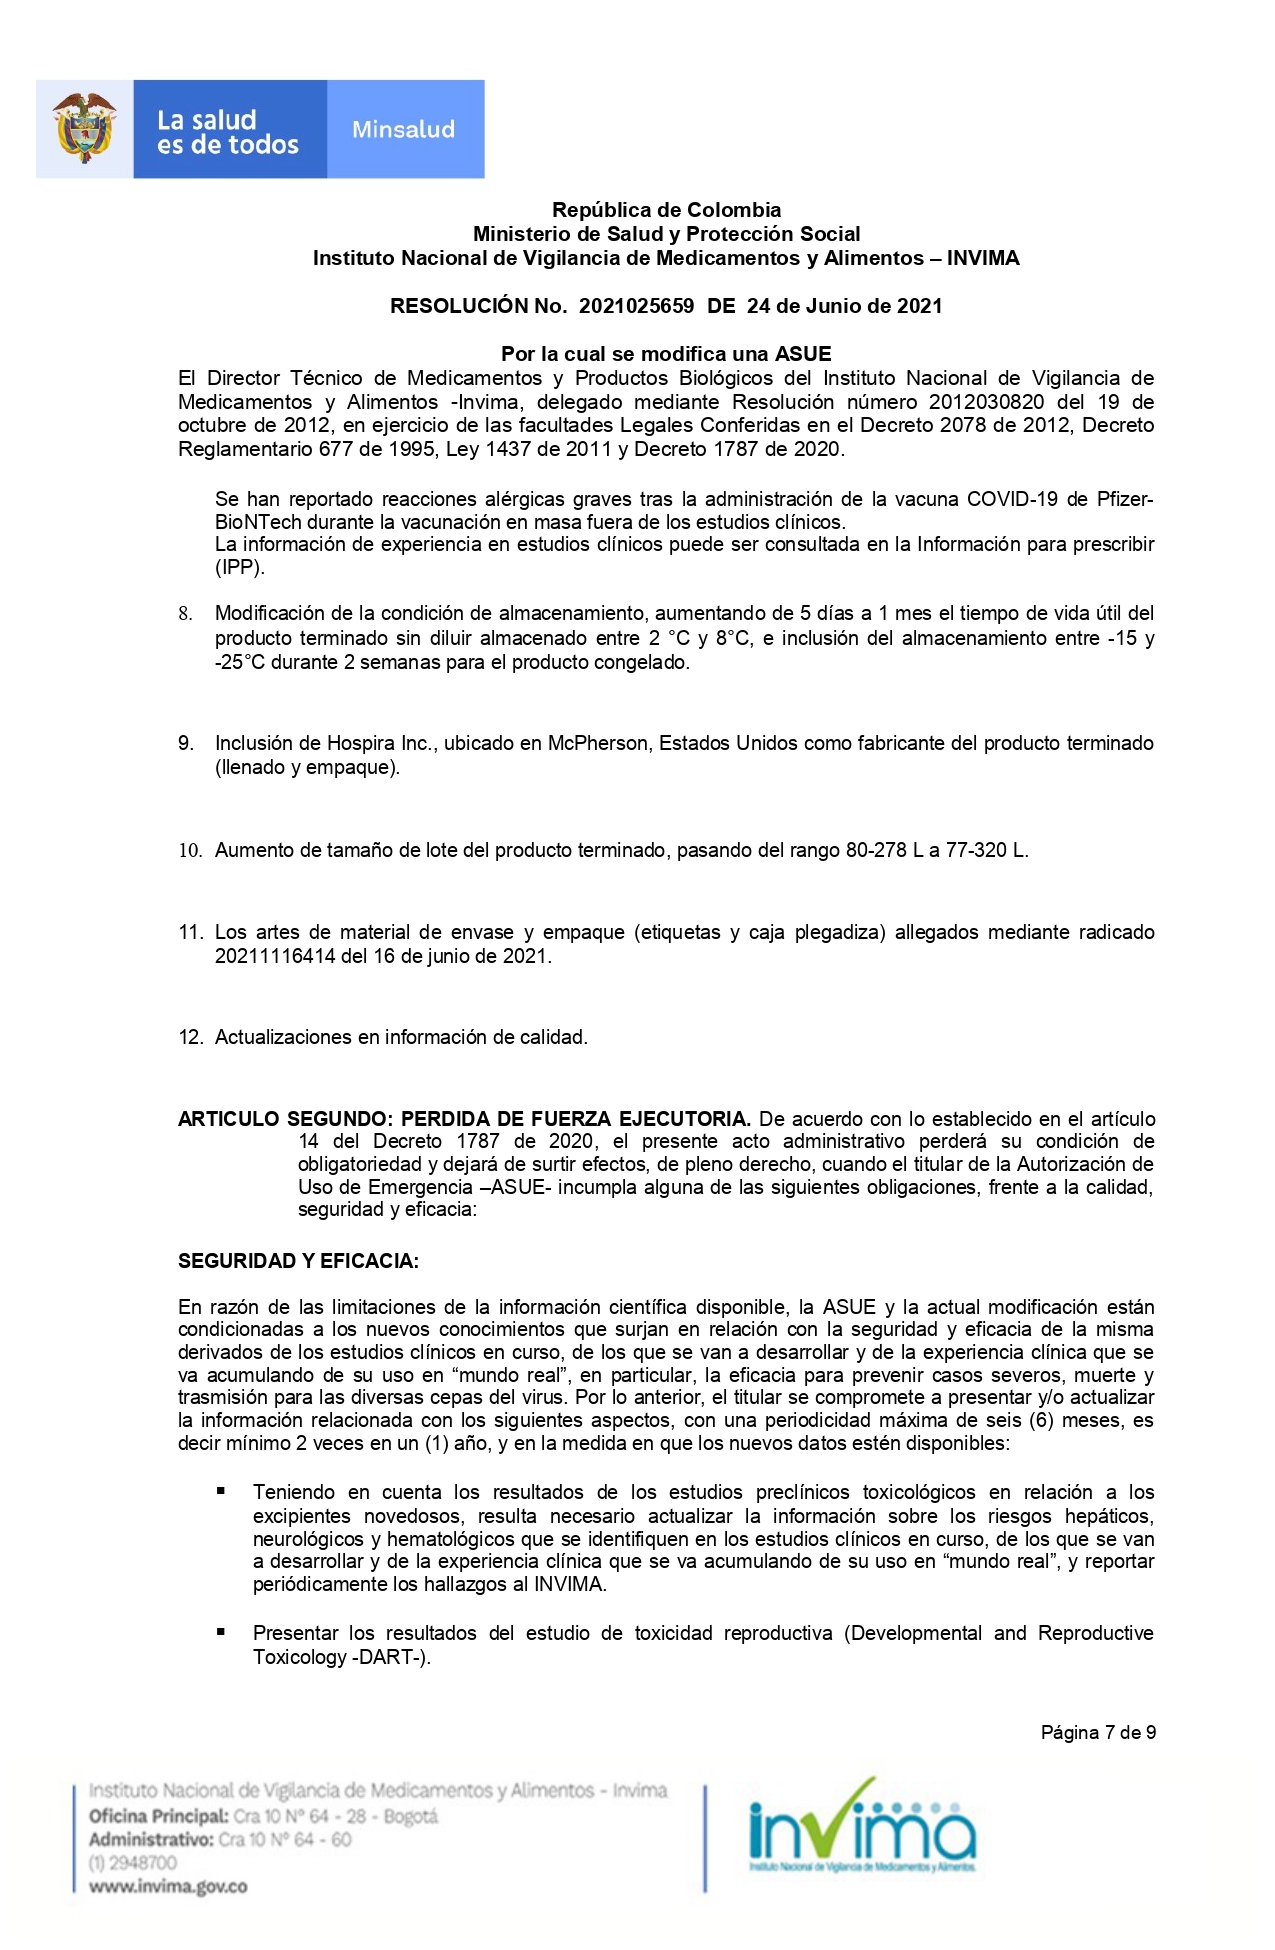 La salud
es de todos
Minsalud
República de Colombia
Ministerio de Salud y Protección Social
Instituto Nacional de Vigilancia de Medicamentos y Alimentos – INVIMA
RESOLUCIÓN No.  2021025659  DE  24 de Junio de 2021
Por la cual se modifica una ASUE
El Director Técnico de Medicamentos y Productos Biológicos del Instituto Nacional de Vigilancia de
Medicamentos y Alimentos -Invima, delegado mediante Resolución número 2012030820 del 19 de
octubre de 2012, en ejercicio de las facultades Legales Conferidas en el Decreto 2078 de 2012, Decreto
Reglamentario 677 de 1995, Ley 1437 de 2011 y Decreto 1787 de 2020.
Se han reportado reacciones alérgicas graves tras la administración de la vacuna COVID-19 de Pfizer-
BioNTech durante la vacunación en masa fuera de los estudios clínicos.
La información de experiencia en estudios clínicos puede ser consultada en la Información para prescribir
(IPP).
8. Modificación de la condición de almacenamiento, aumentando de 5 días a 1 mes el tiempo de vida útil del
producto terminado sin diluir almacenado entre 2 °C y 8°C, e inclusión del almacenamiento entre -15 y
-25°C durante 2 semanas para el producto congelado.
9. Inclusión de Hospira Inc., ubicado en McPherson, Estados Unidos como fabricante del producto terminado
(llenado y empaque).
10. Aumento de tamaño de lote del producto terminado, pasando del rango 80-278 L a 77-320 L.
11. Los artes de material de envase y empaque (etiquetas y caja plegadiza) allegados mediante radicado
20211116414 del 16 de junio de 2021.
12. Actualizaciones en información de calidad.
ARTICULO SEGUNDO: PERDIDA DE FUERZA EJECUTORIA. De acuerdo con lo establecido en el artículo
14 del Decreto 1787 de 2020, el presente acto administrativo perderá su condición de
obligatoriedad y dejará de surtir efectos, de pleno derecho, cuando el titular de la Autorización de
Uso de Emergencia –ASUE- incumpla alguna de las siguientes obligaciones, frente a la calidad,
seguridad y eficacia:
SEGURIDAD Y EFICACIA:
En razón de las limitaciones de la información científica disponible, la ASUE y la actual modificación están
condicionadas a los nuevos conocimientos que surjan en relación con la seguridad y eficacia de la misma
derivados de los estudios clínicos en curso, de los que se van a desarrollar y de la experiencia clínica que se
va acumulando de su uso en “mundo real”, en particular, la eficacia para prevenir casos severos, muerte y
trasmisión para las diversas cepas del virus. Por lo anterior, el titular se compromete a presentar y/o actualizar
la información relacionada con los siguientes aspectos, con una periodicidad máxima de seis (6) meses, es
decir mínimo 2 veces en un (1) año, y en la medida en que los nuevos datos estén disponibles:
▪ Teniendo en cuenta los resultados de los estudios preclínicos toxicológicos en relación a los
excipientes novedosos, resulta necesario actualizar la información sobre los riesgos hepáticos,
neurológicos y hematológicos que se identifiquen en los estudios clínicos en curso, de los que se van
a desarrollar y de la experiencia clínica que se va acumulando de su uso en “mundo real”, y reportar
periódicamente los hallazgos al INVIMA.
▪ Presentar los resultados del estudio de toxicidad reproductiva (Developmental and Reproductive
Toxicology -DART-).
Página 7 de 9
Instituto Nacional de Vigilancia de Medicamentos y Alimentos - Invima
Oficina Principal: Cra 10 N° 64 - 28 - Bogotá
Administrativo: Cra 10 N° 64 - 60
(1) 2948700
www.invima.gov.co
invima
Instituto Nacional de Vigilancia de Medicamentos y Alimentos.